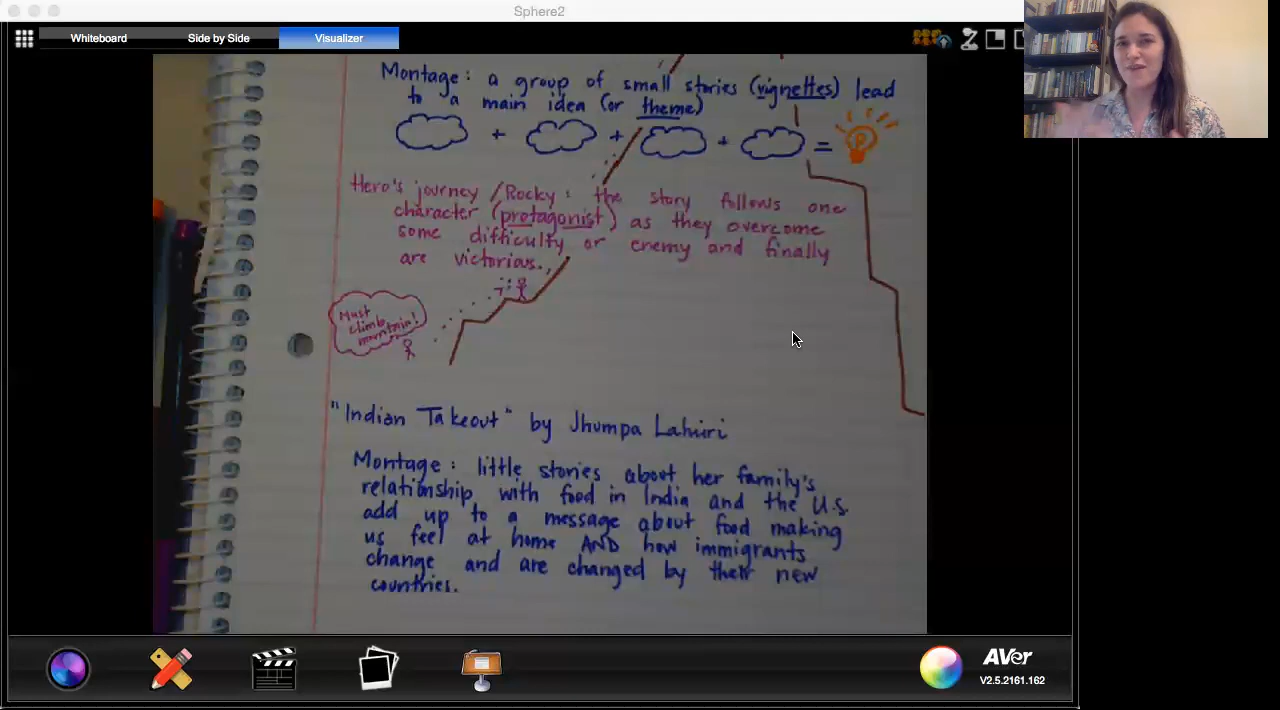 Sphere2
Whiteboard
Side by Side
Visualizer
Montage: a group of small stories (vignettes) lead
to a main idea (or theme)
+ + + =
Hero's journey /Rocky: the story follows one
character (protagonist) as they overcome
some difficulty or enemy and finally
are victorious.
Must
climb
mountain!
"Indian Takeout" by Jhumpa Lahiri
Montage: little stories about her family's
relationship with food in India and the U.S.
add up to a message about food making
us feel at home AND how immigrants
change and are changed by their new
countries.
AVer
V2.5.2161.162